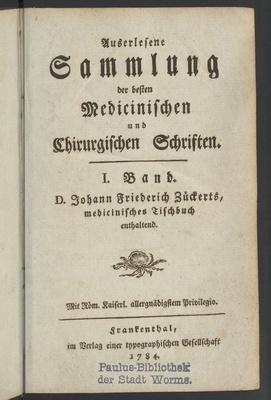 Auserlesene
Sammlung
der besten
Medicinischen
und
Chirurgischen Schriften.
I. Band.
D. Johann Friederich Zückerts,
medicinisches Tischbuch
enthaltend.
Mit Röm. Kaiserl. allergnädigstem Privilegio.
Frankenthal,
im Verlag einer typographischen Gesellschaft
1784.
Paulus-Bibliothek
der Stadt Worms.